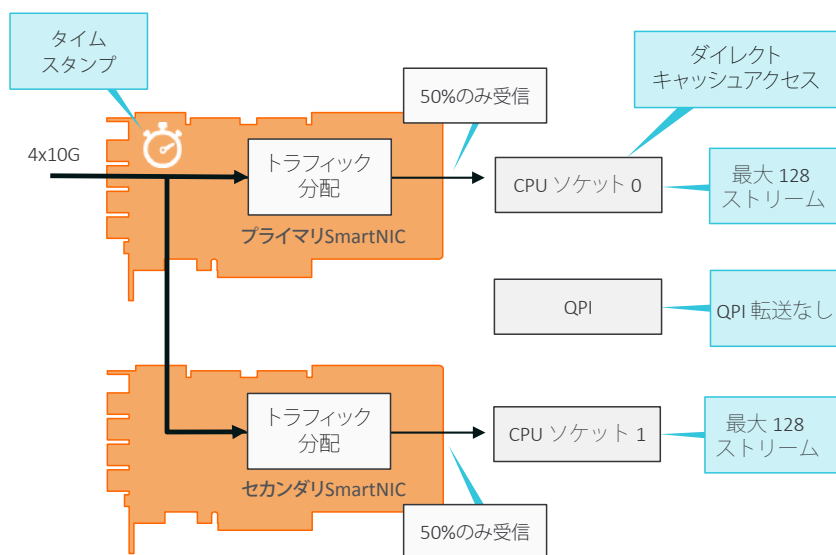 タイム
スタンプ
ダイレクト
キャッシュアクセス
50%のみ受信
4x10G
トラフィック
分配
CPU ソケット 0
最大 128
ストリーム
プライマリSmartNIC
QPI
QPI 転送なし
トラフィック
分配
CPU ソケット 1
最大 128
ストリーム
セカンダリSmartNIC
50%のみ受信